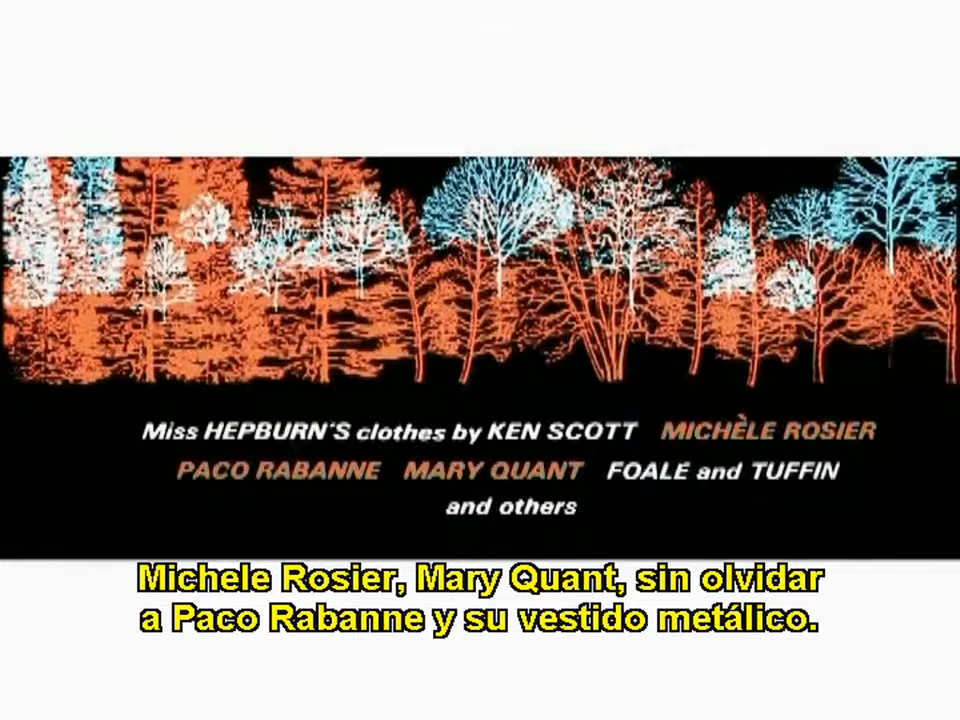 Miss HEPBURN'S clothes by KEN SCOTT MICHÈLE ROSIER
PACO RABANNE MARY QUANT FOALE and TUFFIN
and others
Michele Rosier, Mary Quant, sin olvidar
a Paco Rabanne y su vestido metálico.